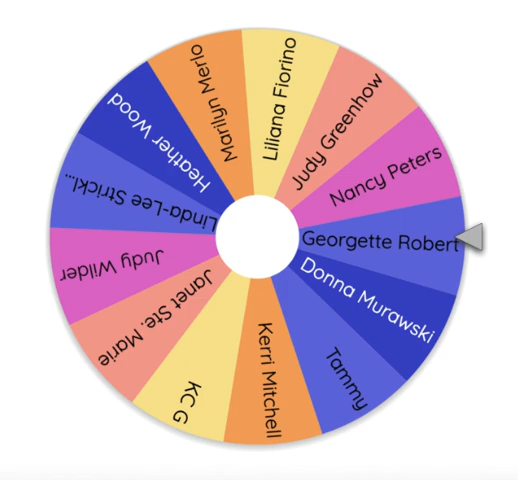 Marilyn Merlo
Liliana Fiorino
Judy Greenhow
Nancy Peters
Georgette Robert
Donna Murawski
Tammy
Kerri Mitchell
KC G
Janet Ste. Marie
Judy Wilder
Linda-Lee Strickl...
Heather Wood